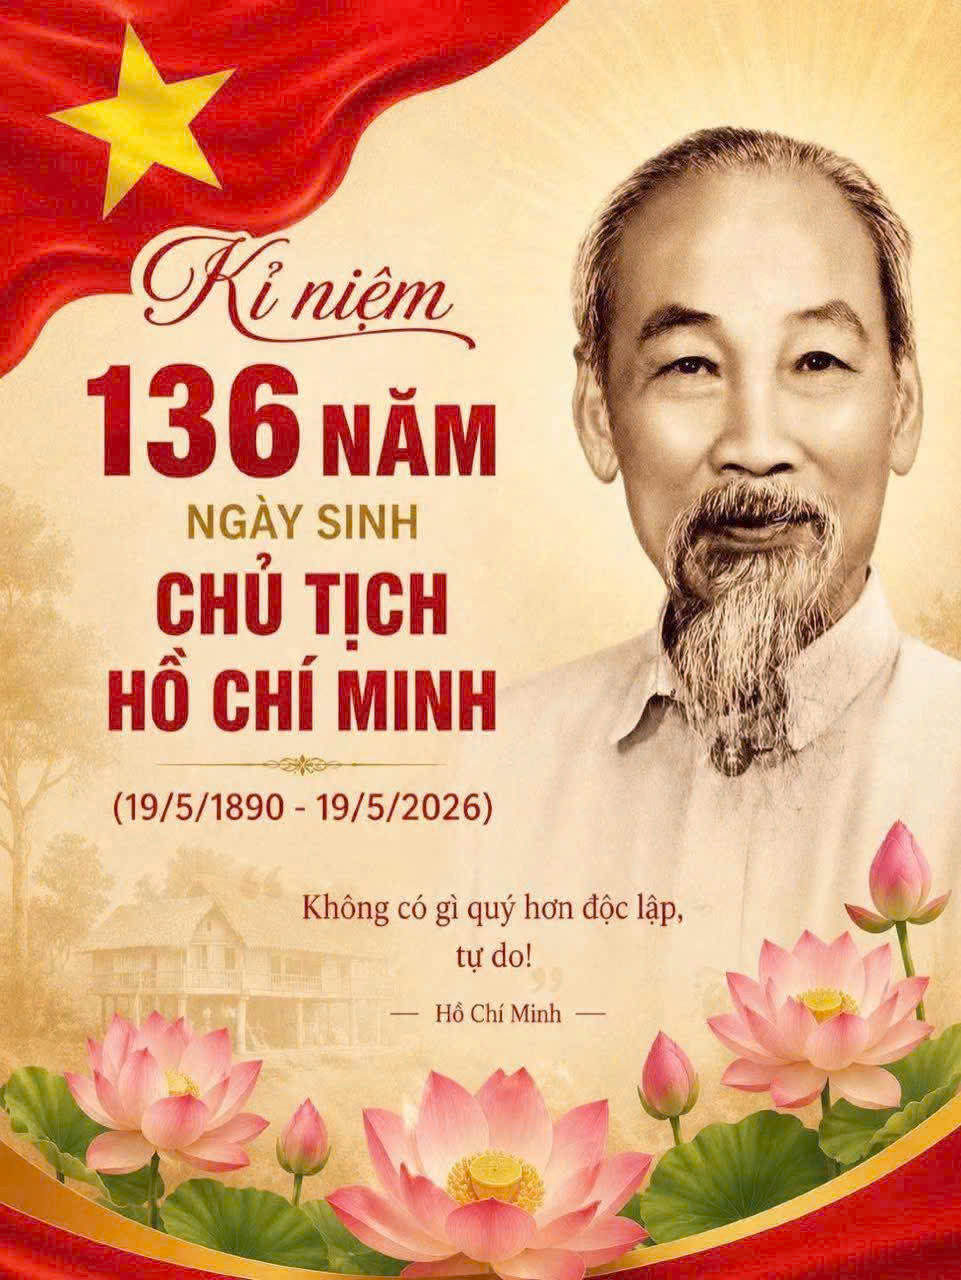 Kỉ niệm
136 NĂM
NGÀY SINH
CHỦ TỊCH
HỒ CHÍ MINH
(19/5/1890 - 19/5/2026)
Không có gì quý hơn độc lập,
tự do!
”
— Hồ Chí Minh —